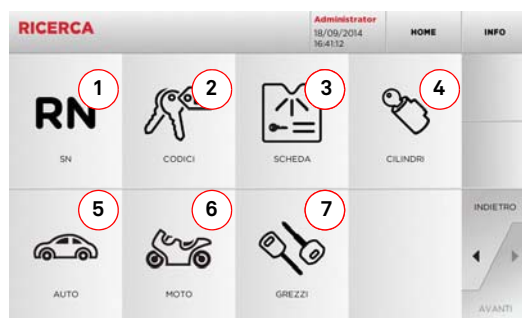 RICERCA
Administrator
18/09/2014
16:41:12
HOME
INFO
1
2
3
4
RN
SN
CODICI
SCHEDA
CILINDRI
5
6
7
AUTO
MOTO
GREZZI
INDIETRO
AVANTI